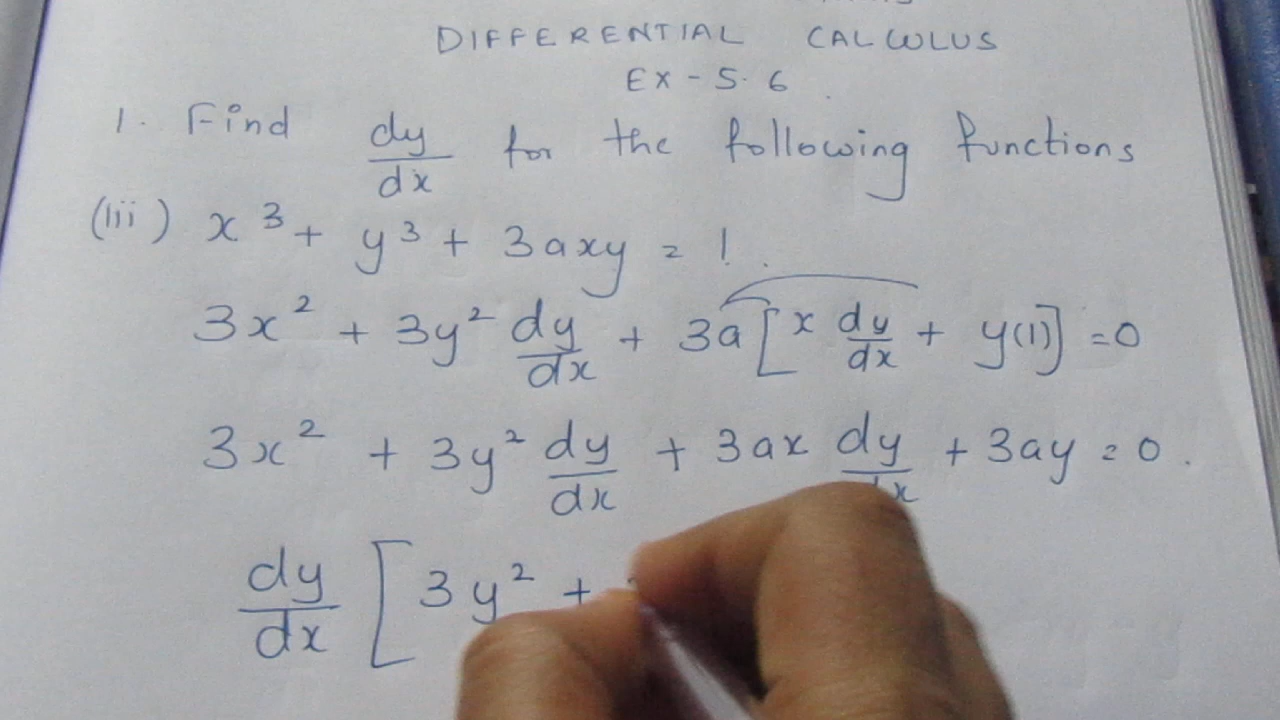 DIFFERENTIAL CALCULUS
EX - 5.6
1. Find dy/dx for the following functions
(iii) x³ + y³ + 3axy = 1.
3x² + 3y² dy/dx + 3a [x dy/dx + y(1)] = 0
3x² + 3y² dy/dx + 3ax dy/dx + 3ay = 0.
dy/dx [3y² +